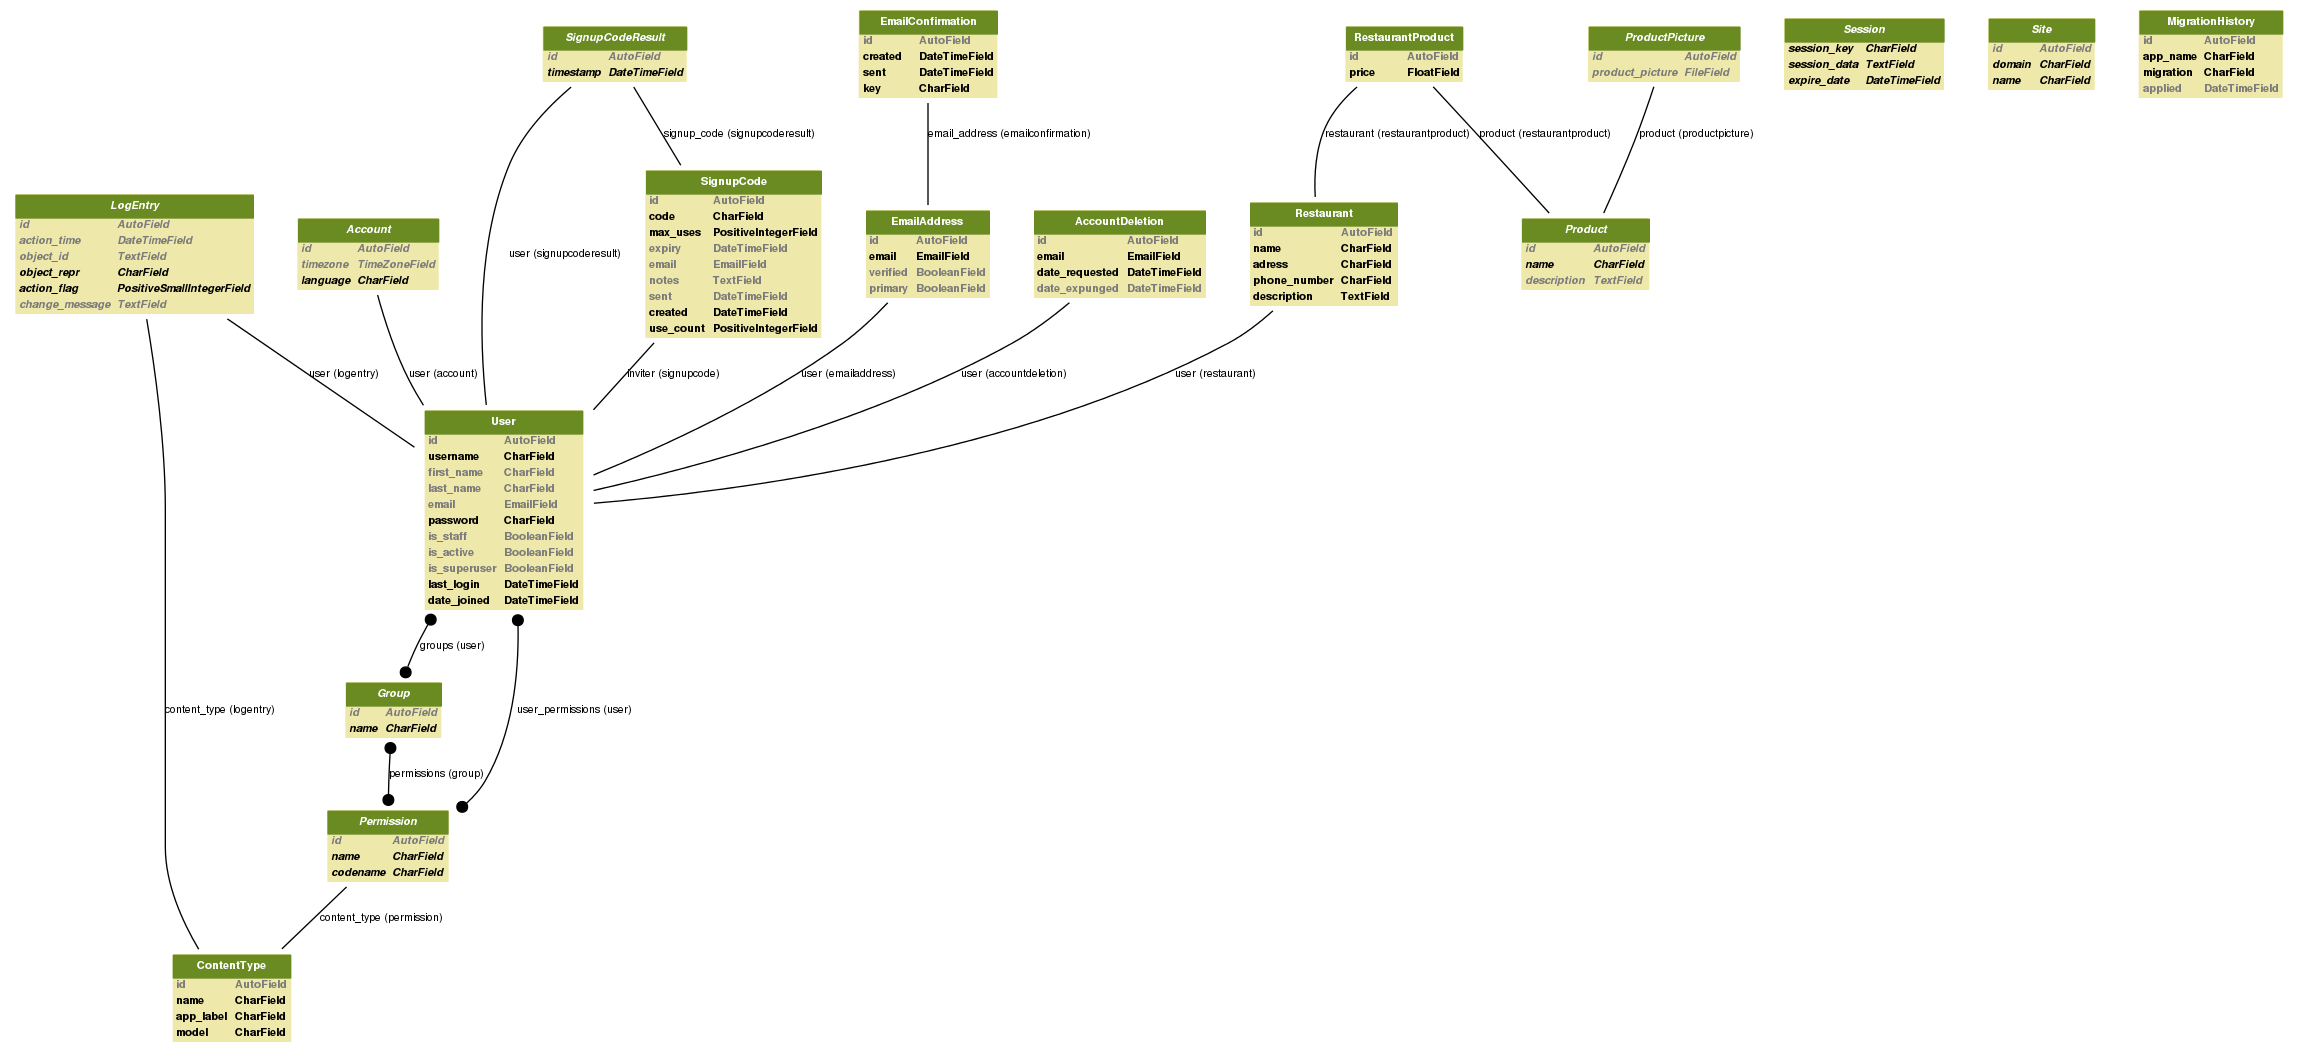 SignupCodeResult
id AutoField
timestamp DateTimeField
EmailConfirmation
id AutoField
created DateTimeField
sent DateTimeField
key CharField
RestaurantProduct
id AutoField
price FloatField
ProductPicture
id AutoField
product_picture FileField
Session
session_key CharField
session_data TextField
expire_date DateTimeField
Site
id AutoField
domain CharField
name CharField
MigrationHistory
id AutoField
app_name CharField
migration CharField
applied DateTimeField
signup_code (signupcoderesult)
email_address (emailconfirmation)
restaurant (restaurantproduct)
product (restaurantproduct)
product (productpicture)
LogEntry
id AutoField
action_time DateTimeField
object_id TextField
object_repr CharField
action_flag PositiveSmallIntegerField
change_message TextField
Account
id AutoField
timezone TimeZoneField
language CharField
user (signupcoderesult)
SignupCode
id AutoField
code CharField
max_uses PositiveIntegerField
expiry DateTimeField
email EmailField
notes TextField
sent DateTimeField
created DateTimeField
use_count PositiveIntegerField
EmailAddress
id AutoField
email EmailField
verified BooleanField
primary BooleanField
AccountDeletion
id AutoField
email EmailField
date_requested DateTimeField
date_expunged DateTimeField
Restaurant
id AutoField
name CharField
adress CharField
phone_number CharField
description TextField
Product
id AutoField
name CharField
description TextField
user (logentry)
user (account)
inviter (signupcode)
user (emailaddress)
user (accountdeletion)
user (restaurant)
User
id AutoField
username CharField
first_name CharField
last_name CharField
email EmailField
password CharField
is_staff BooleanField
is_active BooleanField
is_superuser BooleanField
last_login DateTimeField
date_joined DateTimeField
groups (user)
Group
id AutoField
name CharField
content_type (logentry)
user_permissions (user)
permissions (group)
Permission
id AutoField
name CharField
codename CharField
content_type (permission)
ContentType
id AutoField
name CharField
app_label CharField
model CharField